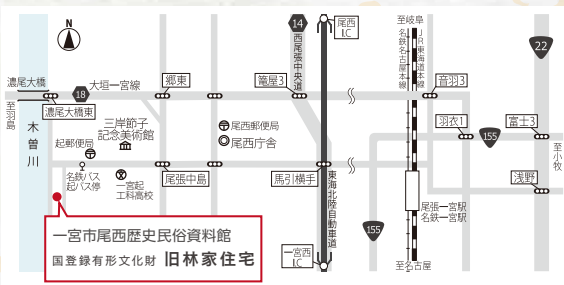 N
濃尾大橋
至羽島
木曽川
18
大垣一宮線
濃尾大橋東
起郵便局
三岸節子
記念美術館
名鉄バス
起バス停
一宮起
工科高校
郷東
尾張中島
尾西郵便局
尾西庁舎
篭屋3
14
西尾張中央道
馬引横手
尾西
I.C
東海北陸自動車道
一宮西
I.C
至岐阜
名鉄名古屋本線
JR東海道本線
音羽3
羽衣1
155
富士3
22
至小牧
浅野
155
尾張一宮駅
名鉄一宮駅
至名古屋
一宮市尾西歴史民俗資料館
国登録有形文化財 旧林家住宅